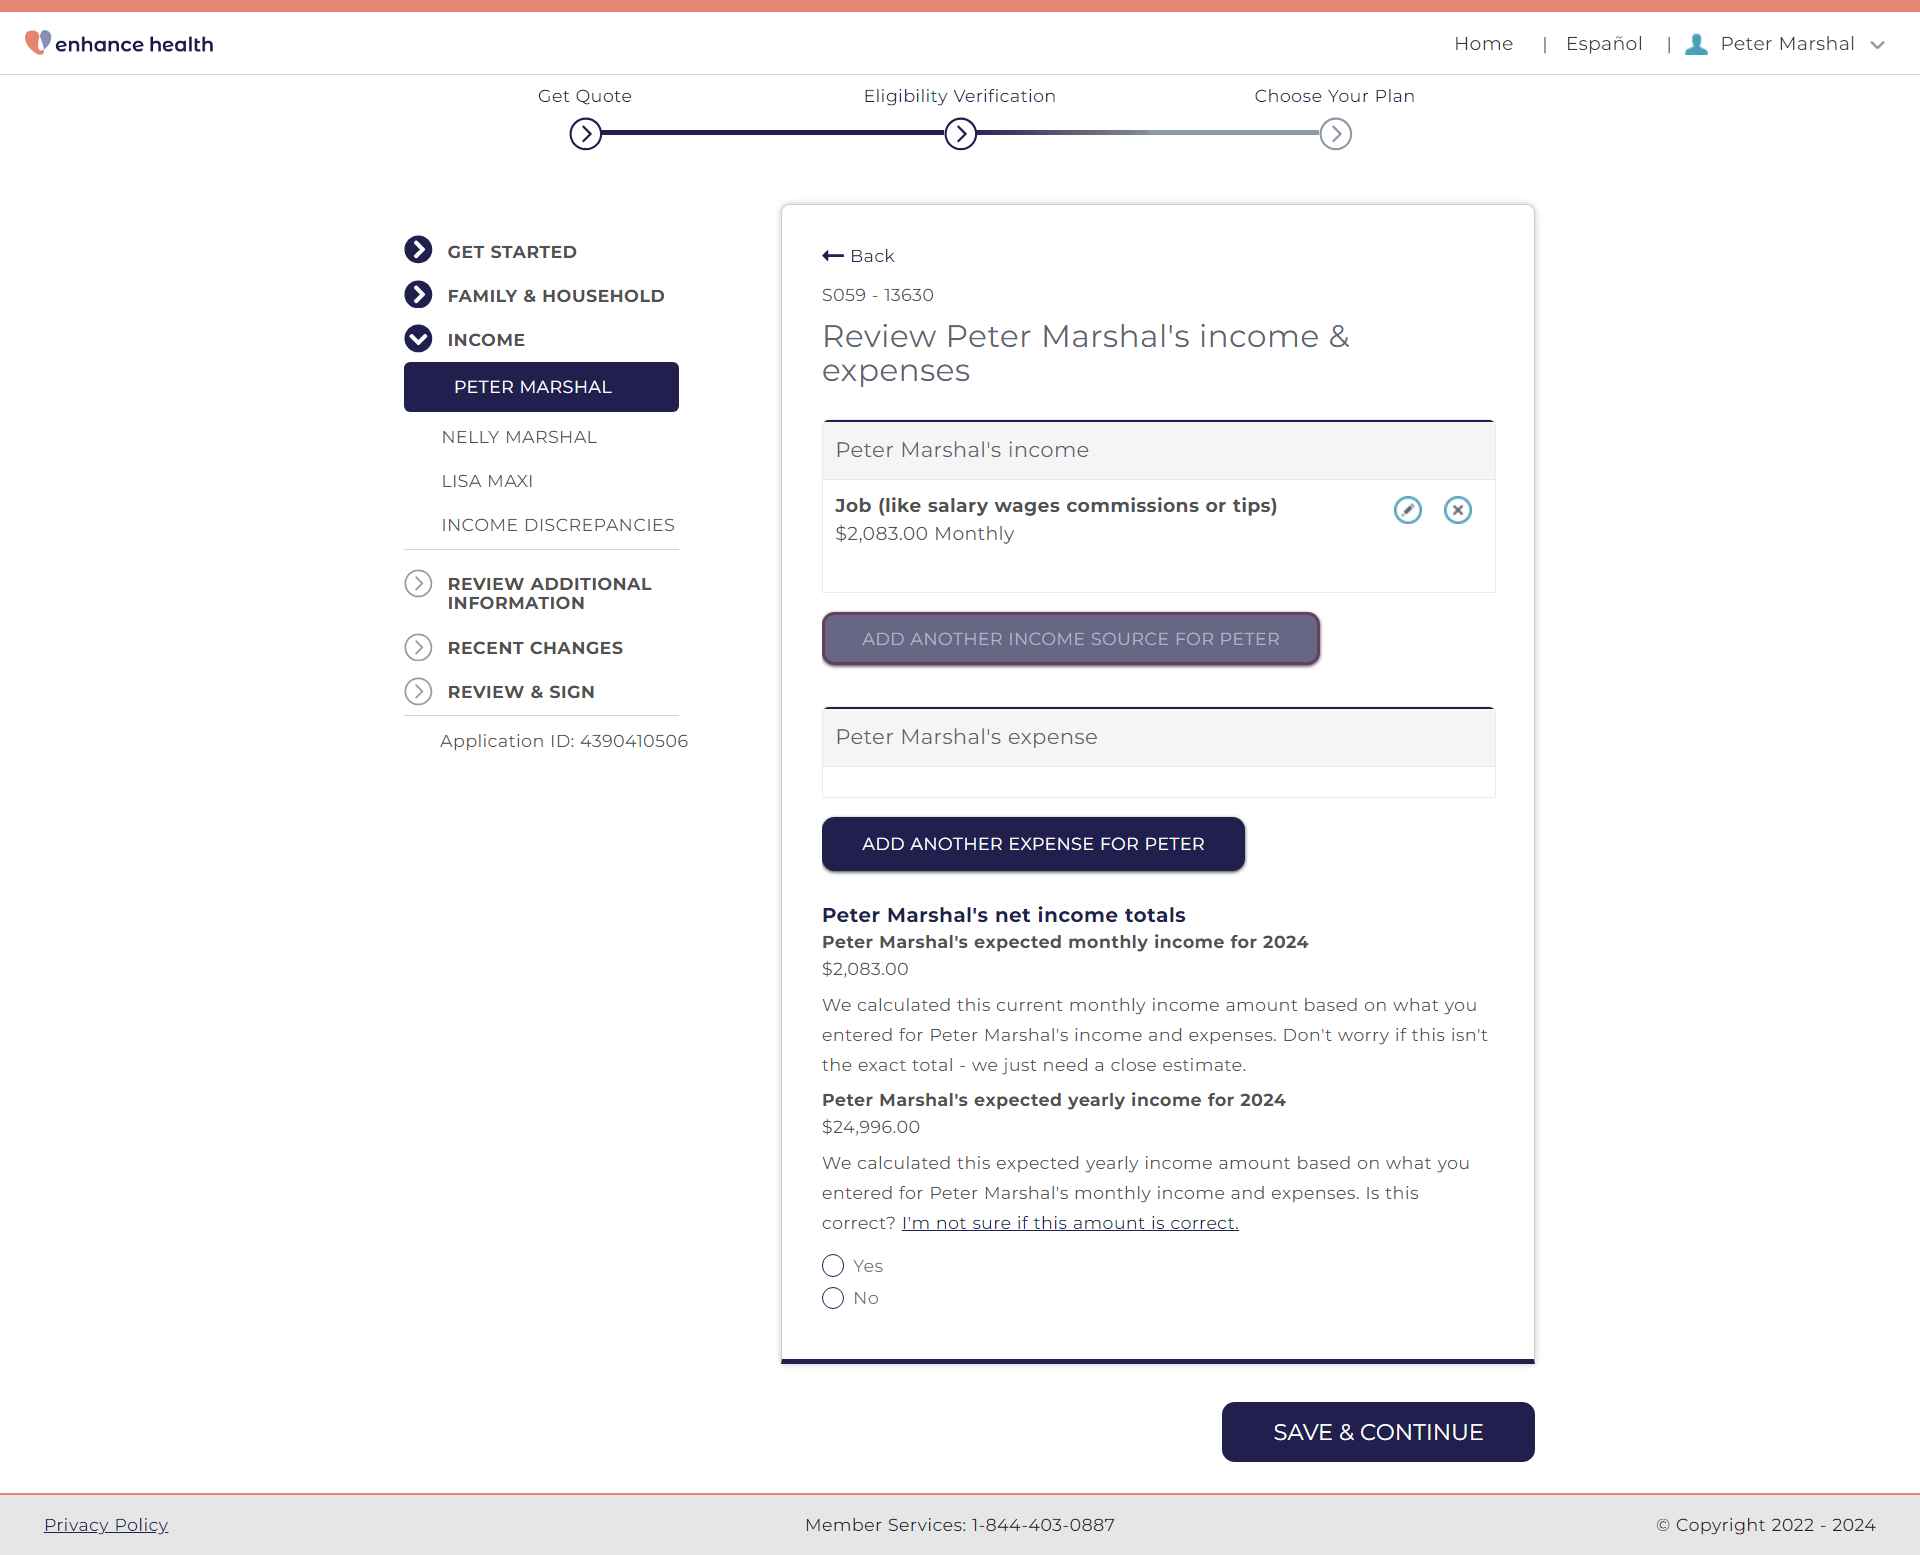 enhance health
Home | Español | Peter Marshal
Get Quote
Eligibility Verification
Choose Your Plan
GET STARTED
FAMILY & HOUSEHOLD
INCOME
PETER MARSHAL
NELLY MARSHAL
LISA MAXI
INCOME DISCREPANCIES
REVIEW ADDITIONAL
INFORMATION
RECENT CHANGES
REVIEW & SIGN
Application ID: 4390410506
Back
S059 - 13630
Review Peter Marshal's income &
expenses
Peter Marshal's income
Job (like salary wages commissions or tips)
$2,083.00 Monthly
ADD ANOTHER INCOME SOURCE FOR PETER
Peter Marshal's expense
ADD ANOTHER EXPENSE FOR PETER
Peter Marshal's net income totals
Peter Marshal's expected monthly income for 2024
$2,083.00
We calculated this current monthly income amount based on what you
entered for Peter Marshal's income and expenses. Don't worry if this isn't
the exact total - we just need a close estimate.
Peter Marshal's expected yearly income for 2024
$24,996.00
We calculated this expected yearly income amount based on what you
entered for Peter Marshal's monthly income and expenses. Is this
correct? I'm not sure if this amount is correct.
Yes
No
SAVE & CONTINUE
Privacy Policy
Member Services: 1-844-403-0887
© Copyright 2022 - 2024